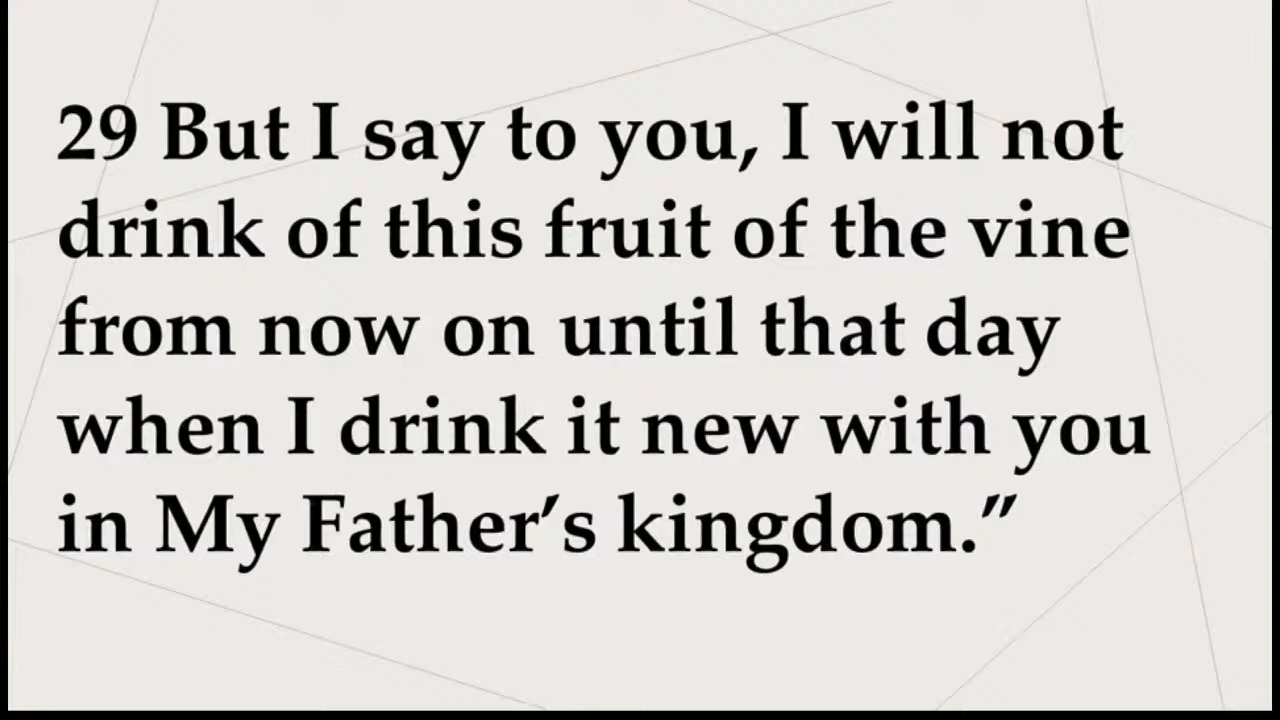 29 But I say to you, I will not
drink of this fruit of the vine
from now on until that day
when I drink it new with you
in My Father’s kingdom.”